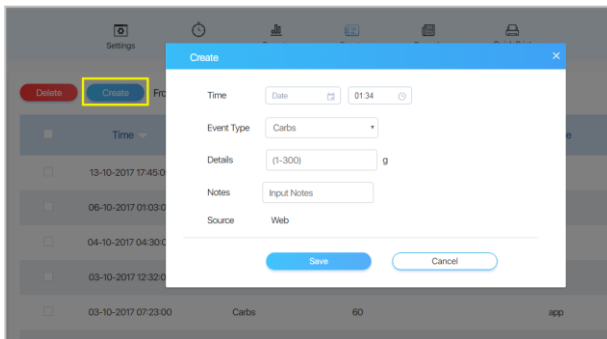 Settings
Create
×
Delete
Create
Time
Date
01:34
Time
Event Type
Carbs
Details
(1-300)
g
Notes
Input Notes
Source
Web
Save
Cancel
13-10-2017 17:45:0
06-10-2017 01:03:0
04-10-2017 04:30:0
03-10-2017 12:32:0
03-10-2017 07:23:00
Carbs
60
app